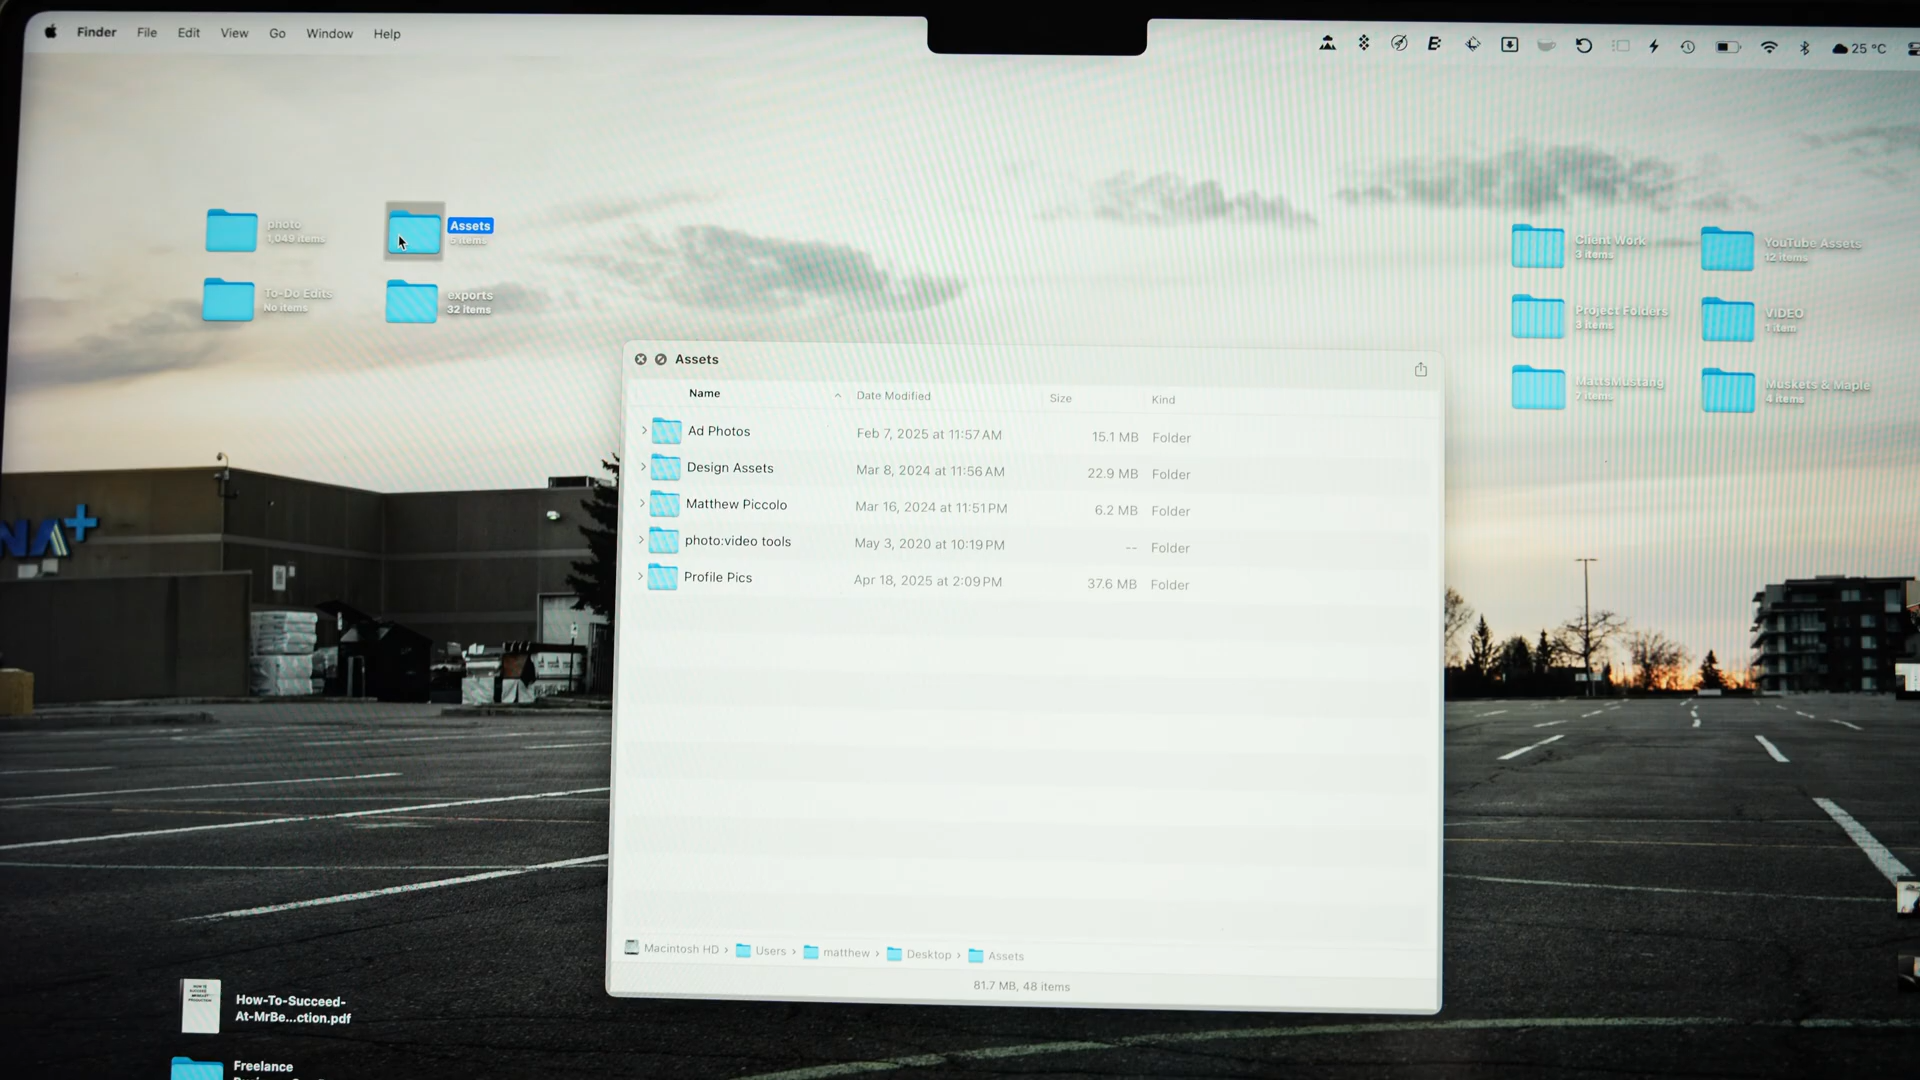 Finder File Edit View Go Window Help
25 °C
photo
1,049 items
Assets
5 items
To-Do Edits
No items
exports
32 items
Client Work
3 items
YouTube Assets
12 items
Project Folders
3 items
VIDEO
1 item
MattsMustang
7 items
Muskets & Maple
4 items
Assets
Name Date Modified Size Kind
Ad Photos Feb 7, 2025 at 11:57 AM 15.1 MB Folder
Design Assets Mar 8, 2024 at 11:56 AM 22.9 MB Folder
Matthew Piccolo Mar 16, 2024 at 11:51 PM 6.2 MB Folder
photo:video tools May 3, 2020 at 10:19 PM -- Folder
Profile Pics Apr 18, 2025 at 2:09 PM 37.6 MB Folder
Macintosh HD › Users › matthew › Desktop › Assets
81.7 MB, 48 items
NA+
How-To-Succeed-
At-MrBe...ction.pdf
Freelance